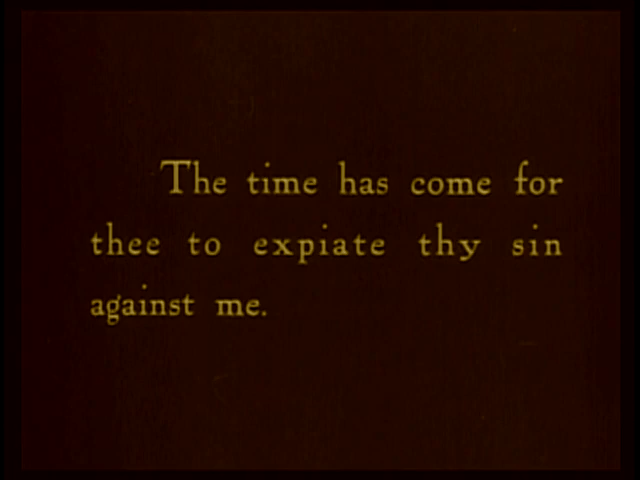 The time has come for
thee to expiate thy sin
against me.